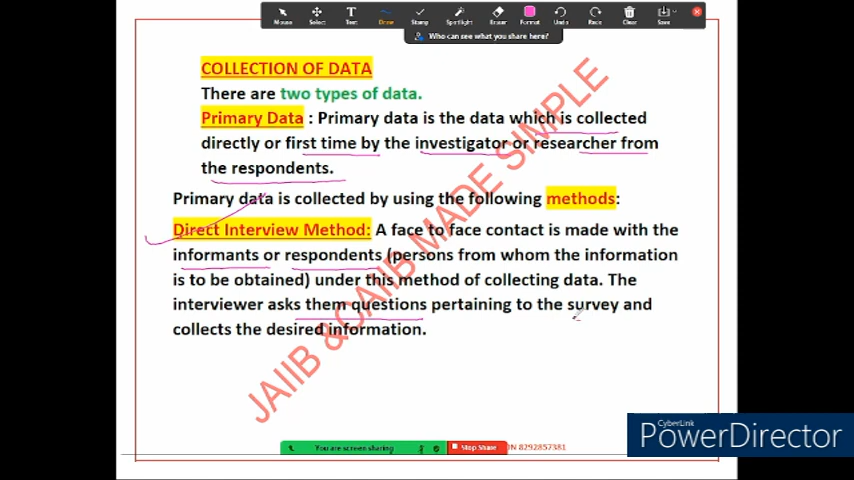 Mouse Select Text Draw Stamp Spotlight Eraser Format Undo Redo Clear Save
Who can see what you share here?
COLLECTION OF DATA
There are two types of data.
Primary Data : Primary data is the data which is collected
directly or first time by the investigator or researcher from
the respondents.
Primary data is collected by using the following methods:
Direct Interview Method: A face to face contact is made with the
informants or respondents (persons from whom the information
is to be obtained) under this method of collecting data. The
interviewer asks them questions pertaining to the survey and
collects the desired information.
JAIIB &CAIIB MADE SIMPLE
CyberLink
PowerDirector
You are screen sharing Stop Share 8292857381